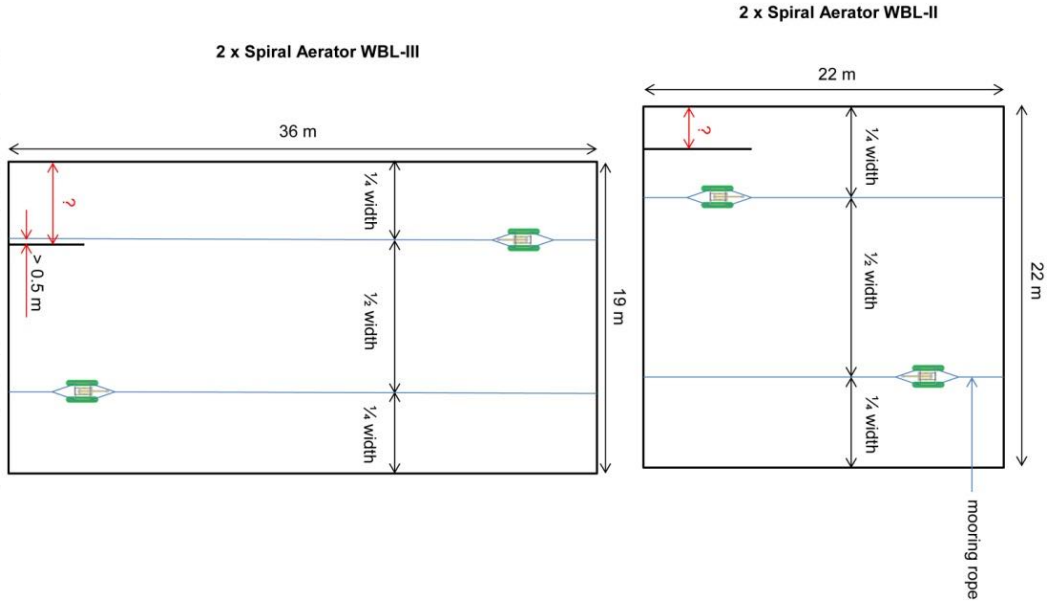 2 x Spiral Aerator WBL-III
36 m
?
> 0.5 m
¼ width
½ width
¼ width
19 m
2 x Spiral Aerator WBL-II
22 m
?
¼ width
½ width
¼ width
22 m
mooring rope